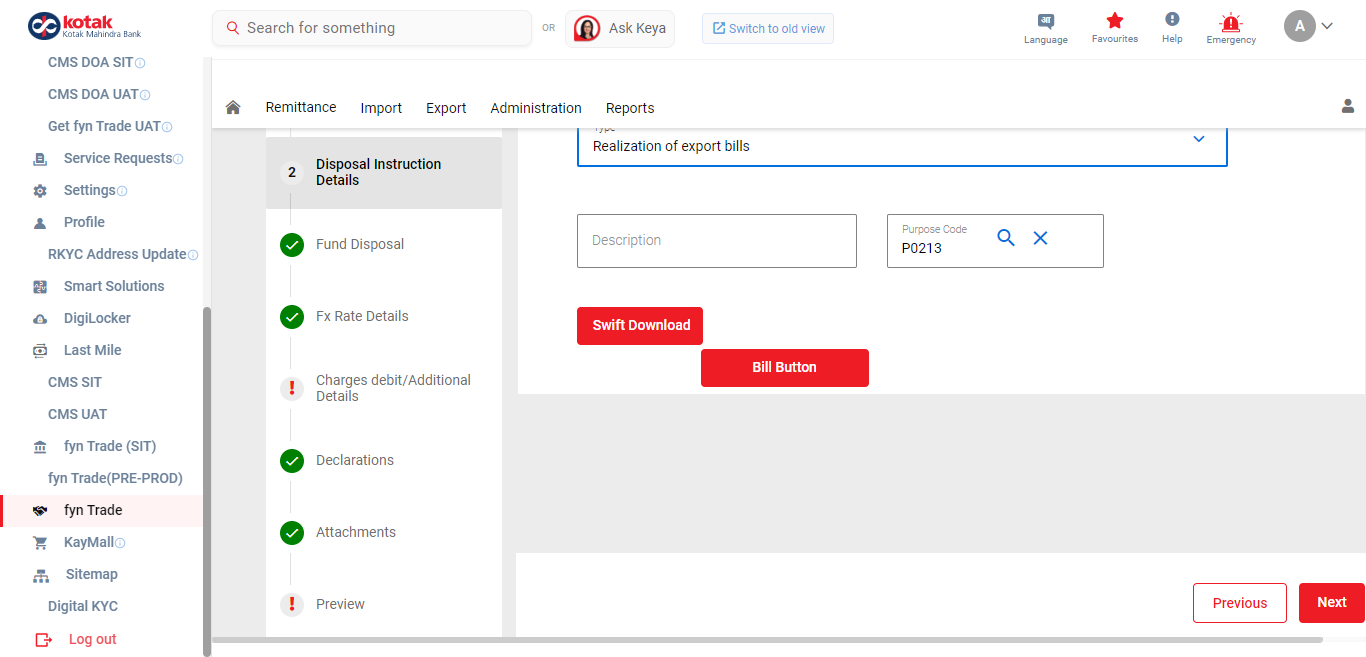 kotak
Kotak Mahindra Bank
Search for something
OR
Ask Keya
Switch to old view
Language
Favourites
Help
Emergency
A
CMS DOA SIT
CMS DOA UAT
Get fyn Trade UAT
Service Requests
Settings
Profile
RKYC Address Update
Smart Solutions
DigiLocker
Last Mile
CMS SIT
CMS UAT
fyn Trade (SIT)
fyn Trade(PRE-PROD)
fyn Trade
KayMall
Sitemap
Digital KYC
Log out
Remittance
Import
Export
Administration
Reports
2
Disposal Instruction
Details
Fund Disposal
Fx Rate Details
Charges debit/Additional
Details
Declarations
Attachments
Preview
Type
Realization of export bills
Description
Purpose Code
P0213
Swift Download
Bill Button
Previous
Next